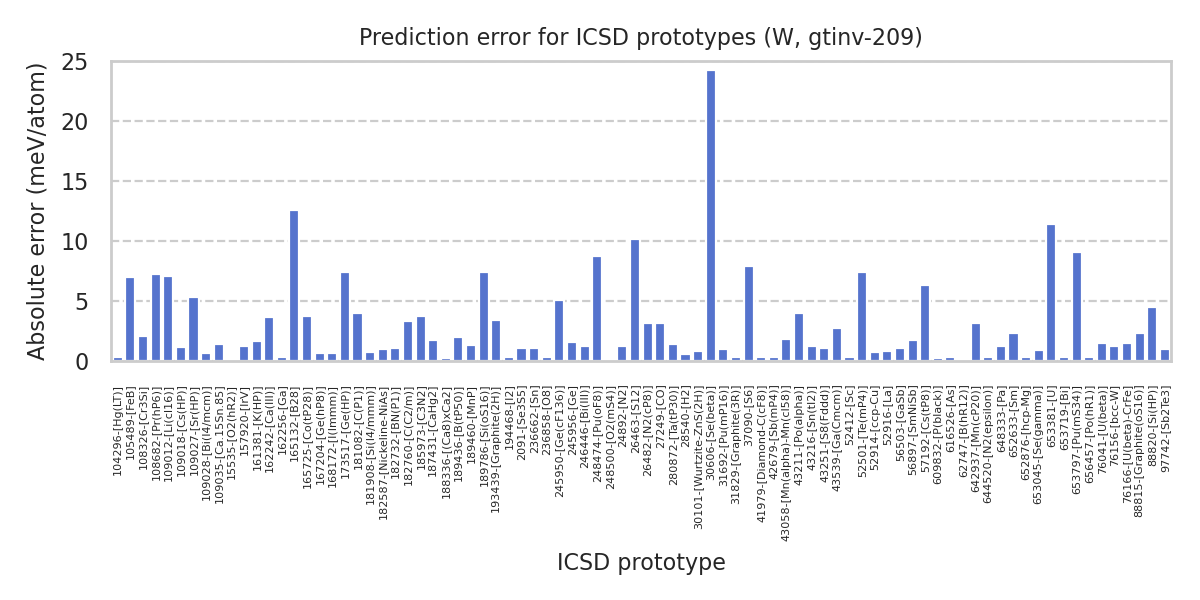 Prediction error for ICSD prototypes (W, gtinv-209)
Absolute error (meV/atom)
25
20
15
10
5
0
104296-[Hg(LT)]
105489-[FeB]
108326-[Cr3Si]
108682-[Pr(hP6)]
109012-[Li(cI16)]
109018-[Cs(HP)]
109027-[Sr(HP)]
109028-[Bi(I4/mcm)]
109035-[Ca.15Sn.85]
15535-[O2(hR2)]
157920-[IrV]
161381-[K(HP)]
162242-[Ca(III)]
162256-[Ga]
165132-[B28]
165725-[Co(tP28)]
167204-[Ge(hP8)]
168172-[I(Immm)]
173517-[Ge(HP)]
181082-[C(P1)]
181908-[Si(I4/mmm)]
182587-[Nickeline-NiAs]
182732-[BN(P1)]
182760-[C(C2/m)]
185973-[C3N2]
187431-[CaHg2]
188336-[(Ca8)xCa2]
189436-[B(tP50)]
189460-[MnP]
189786-[Si(oS16)]
193439-[Graphite(2H)]
194468-[I2]
2091-[Se3S5]
236662-[Sn]
236858-[O8]
245950-[Ge(cF136)]
245956-[Ge]
246446-[Bi(III)]
248474-[Pu(oF8)]
248500-[O2(mS4)]
24892-[N2]
26463-[S12]
26482-[N2(cP8)]
27249-[CO]
280872-[Ta(tP30)]
28540-[H2]
30101-[Wurtzite-ZnS(2H)]
30606-[Se(beta)]
31692-[Pu(mP16)]
31829-[Graphite(3R)]
37090-[S6]
41979-[Diamond-C(cF8)]
42679-[Sb(mP4)]
43058-[Mn(alpha)-Mn(cI58)]
43211-[Po(alpha)]
43216-[Sn(tI4)]
43251-[S8(Fddd)]
43539-[Ga(Cmcm)]
52412-[Sc]
52501-[Te(mP4)]
52914-[ccp-Cu]
52916-[La]
56503-[GaSb]
56897-[SmNiSb]
57192-[Cs(tP8)]
609832-[P(black)]
616526-[As]
62747-[B(hR12)]
642937-[Mn(cP20)]
644520-[N2(epsilon)]
648333-[Pa]
652633-[Sm]
652876-[hcp-Mg]
653045-[Se(gamma)]
653381-[U]
653719-[In]
653797-[Pu(mS34)]
655457-[Po(hR1)]
76041-[U(beta)]
76156-[bcc-W]
76166-[U(beta)-CrFe]
88815-[Graphite(oS16)]
88820-[Si(HP)]
97742-[Sb2Te3]
ICSD prototype